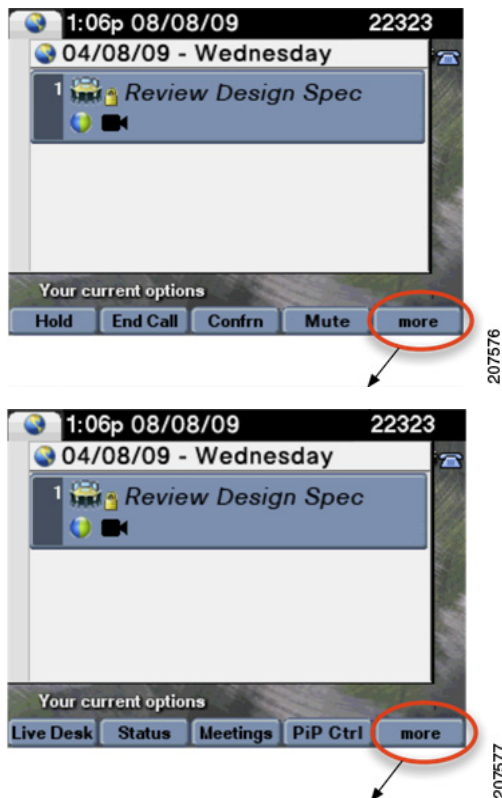 1:06p 08/08/09 22323
04/08/09 - Wednesday
1 Review Design Spec
Your current options
Hold End Call Confrn Mute more
207576
1:06p 08/08/09 22323
04/08/09 - Wednesday
1 Review Design Spec
Your current options
Live Desk Status Meetings PiP Ctrl more
207577